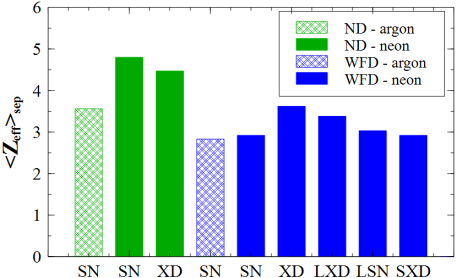 6
5
4
3
2
1
0
<Z_eff>_sep
ND - argon
ND - neon
WFD - argon
WFD - neon
SN SN XD SN SN XD LXD LSN SXD